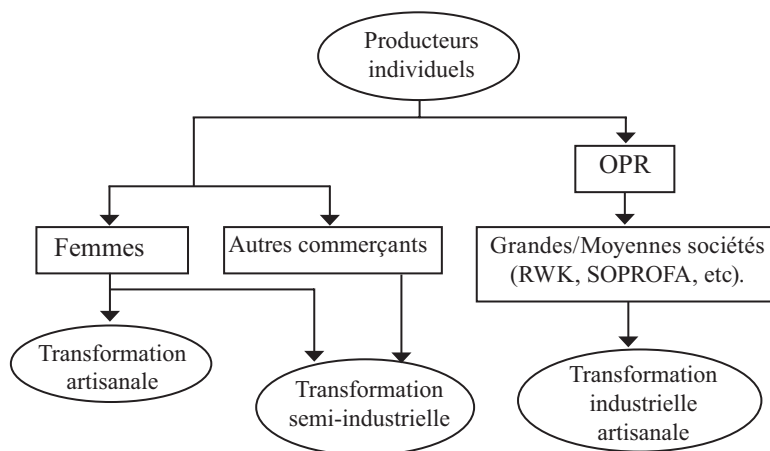 Producteurs
individuels
OPR
Femmes
Autres commerçants
Grandes/Moyennes sociétés
(RWK, SOPROFA, etc).
Transformation
artisanale
Transformation
semi-industrielle
Transformation
industrielle
artisanale